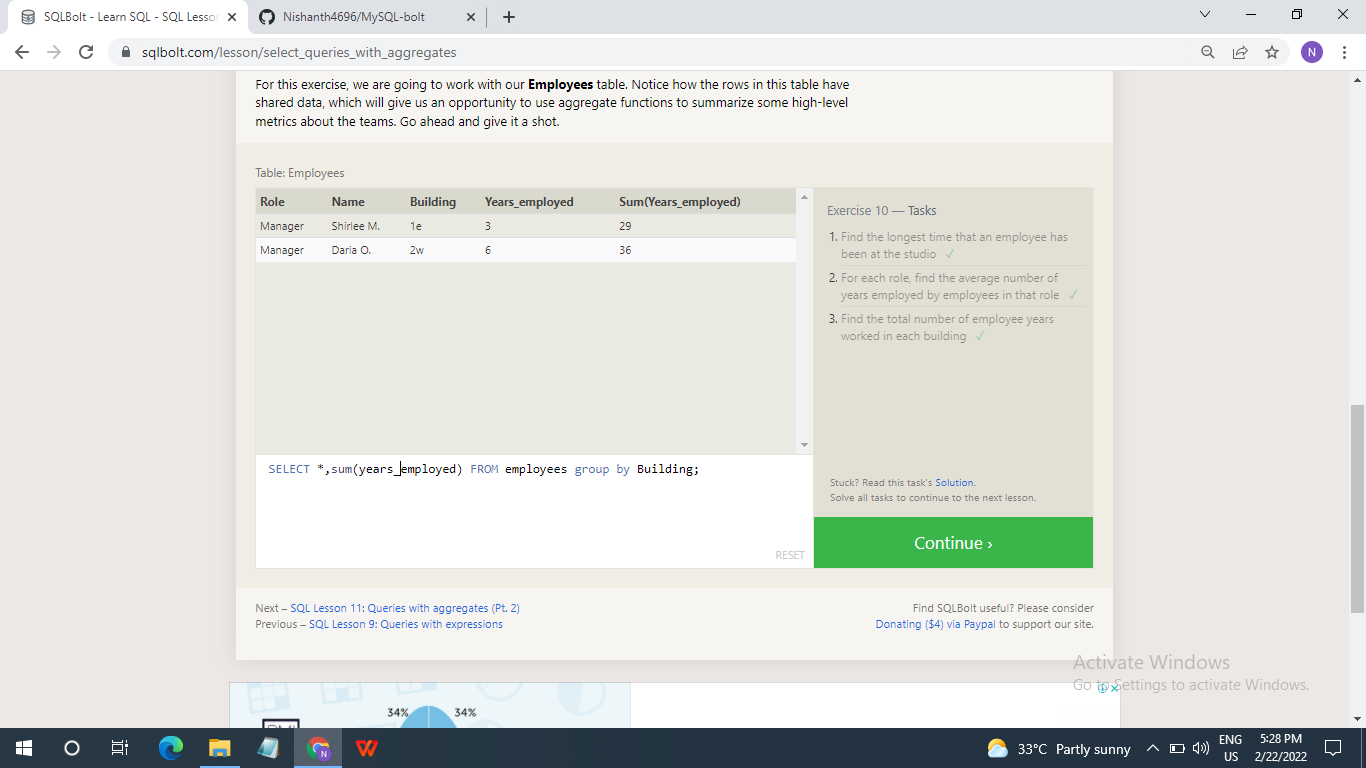 SQLBolt - Learn SQL - SQL Lesson
Nishanth4696/MySQL-bolt
sqlbolt.com/lesson/select_queries_with_aggregates
N
For this exercise, we are going to work with our Employees table. Notice how the rows in this table have
shared data, which will give us an opportunity to use aggregate functions to summarize some high-level
metrics about the teams. Go ahead and give it a shot.
Table: Employees
Role Name Building Years_employed Sum(Years_employed)
Manager Shirlee M. 1e 3 29
Manager Daria O. 2w 6 36
Exercise 10 — Tasks
1. Find the longest time that an employee has
been at the studio ✓
2. For each role, find the average number of
years employed by employees in that role ✓
3. Find the total number of employee years
worked in each building ✓
SELECT *,sum(years_employed) FROM employees group by Building;
RESET
Stuck? Read this task's Solution.
Solve all tasks to continue to the next lesson.
Continue ›
Next – SQL Lesson 11: Queries with aggregates (Pt. 2)
Previous – SQL Lesson 9: Queries with expressions
Find SQLBolt useful? Please consider
Donating ($4) via Paypal to support our site.
Activate Windows
Go to Settings to activate Windows.
34% 34%
N
33°C Partly sunny
ENG
US
5:28 PM
2/22/2022